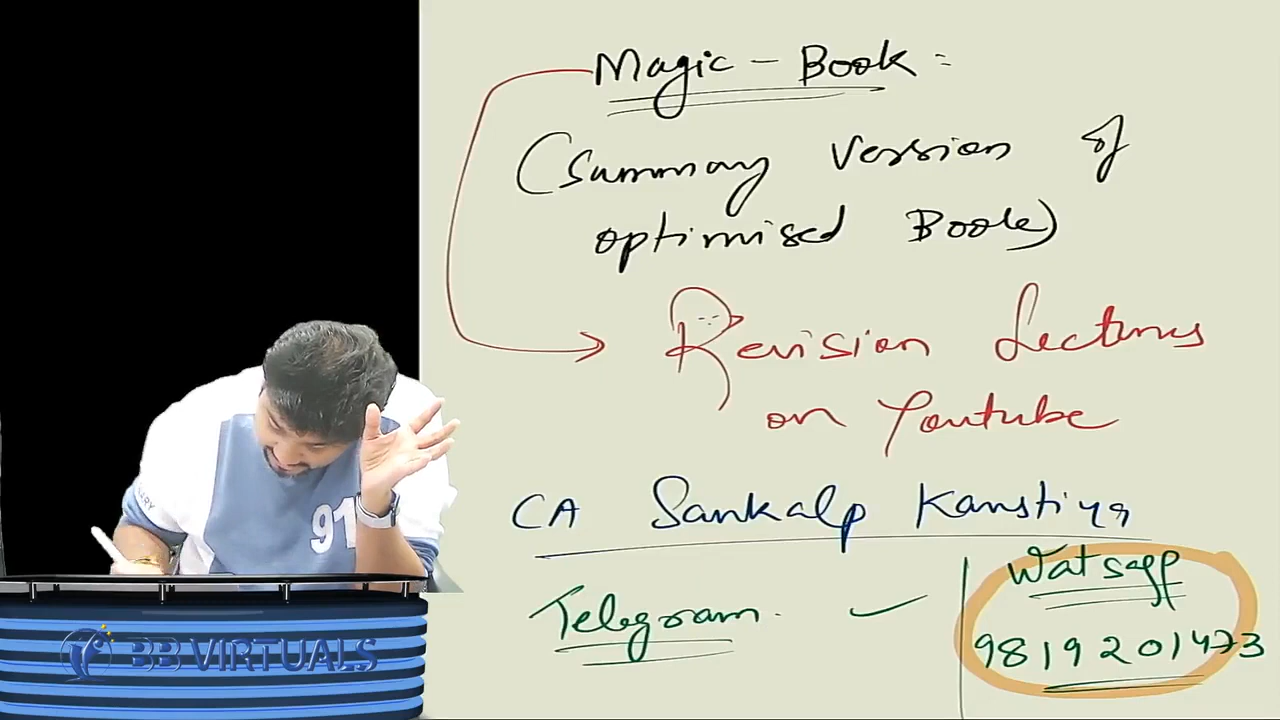 Magic - Book =
(Summary Version of
optimised Book)
Revision Lectures
on Youtube
CA Sankalp Kanstiya
Telegram.
Watsapp
9819201473
91
BB VIRTUALS